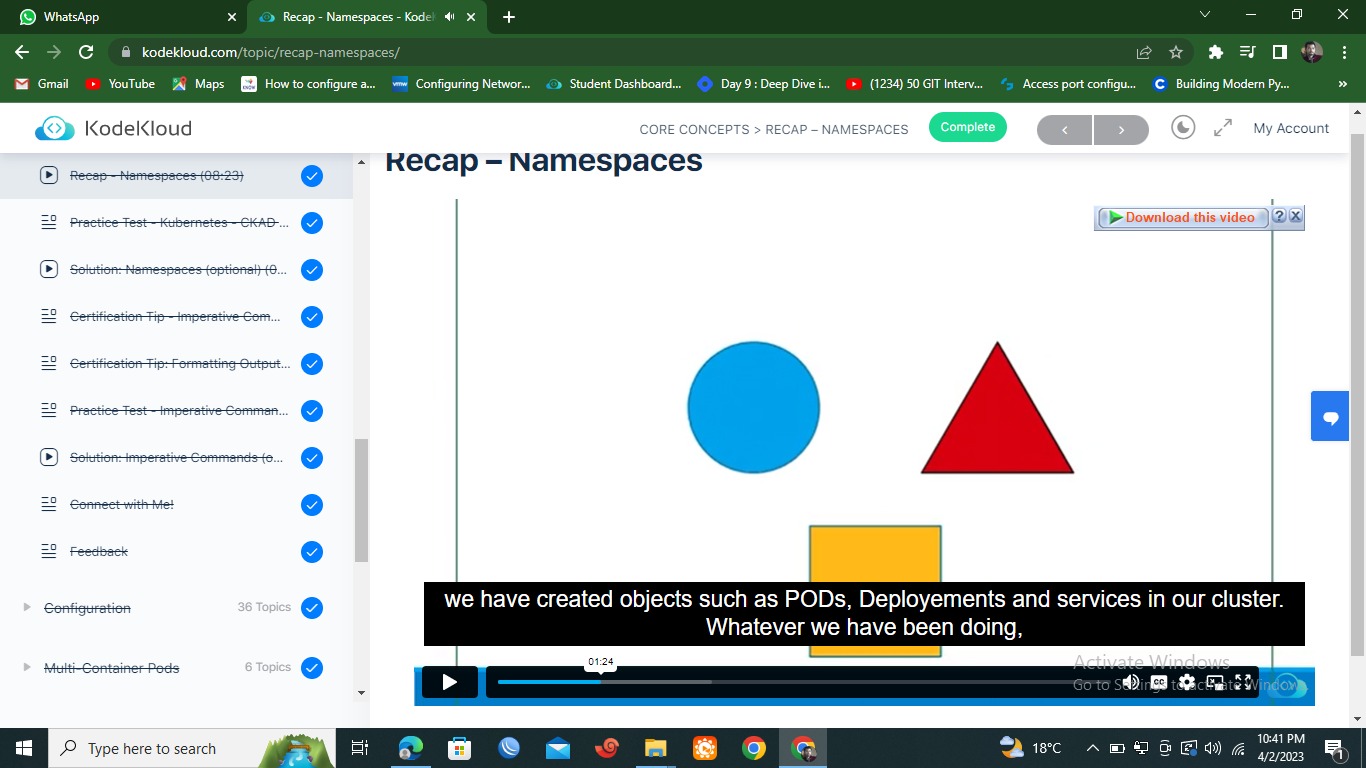 WhatsApp
Recap - Namespaces - Kodek
kodekloud.com/topic/recap-namespaces/
Gmail
YouTube
Maps
How to configure a...
Configuring Networ...
Student Dashboard...
Day 9 : Deep Dive i...
(1234) 50 GIT Interv...
Access port configu...
Building Modern Py...
»
KodeKloud
CORE CONCEPTS > RECAP – NAMESPACES
Complete
My Account
Recap - Namespaces (08:23)
Practice Test - Kubernetes - CKAD ...
Solution: Namespaces (optional) (0...
Certification Tip - Imperative Com...
Certification Tip: Formatting Output...
Practice Test - Imperative Comman...
Solution: Imperative Commands (o...
Connect with Me!
Feedback
Configuration
36 Topics
Multi-Container Pods
6 Topics
Recap – Namespaces
Download this video
? X
we have created objects such as PODs, Deployements and services in our cluster.
Whatever we have been doing,
01:24
CC
Activate Windows
Go to Settings to activate Windows.
Type here to search
18°C
10:41 PM
4/2/2023
1